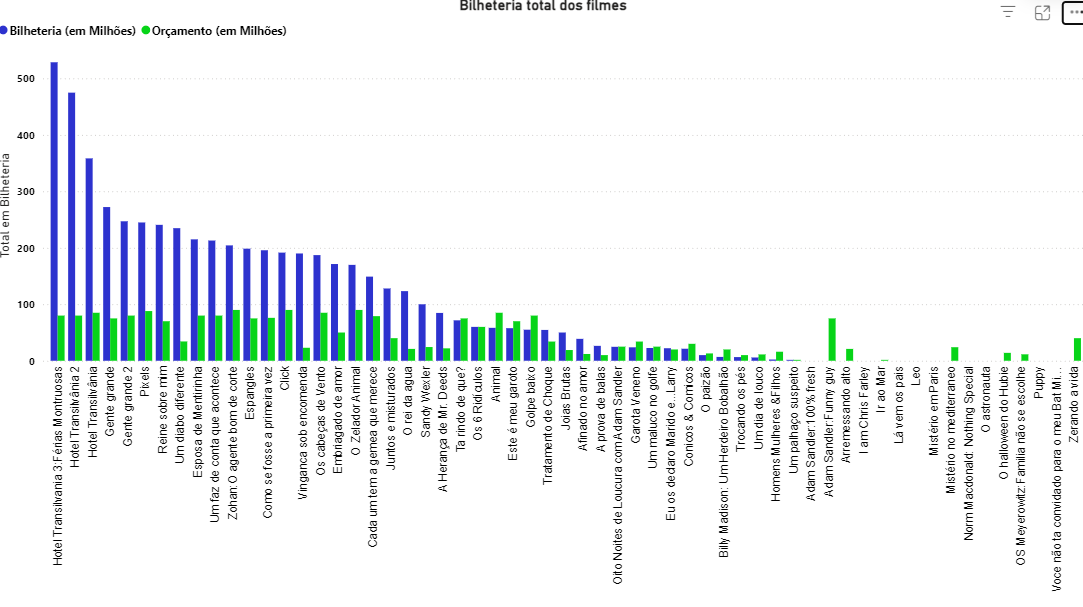 Bilheteria total dos filmes
Bilheteria (em Milhões) Orçamento (em Milhões)
Total em Bilheteria
500
400
300
200
100
0
Hotel Transilvania 3:Férias Montruosas
Hotel Transilvânia 2
Hotel Transilvânia
Gente grande
Gente grande 2
Pixels
Reine sobre mim
Um diabo diferente
Esposa de Mentirinha
Um faz de conta que acontece
Zohan:O agente bom de corte
Espangles
Como se fosse a primeira vez
Click
Vinganca sob encomenda
Os cabeças de Vento
Embriagado de amor
O Zelador Animal
Cada um tem a gemea que merece
Juntos e misturados
O rei da agua
Sandy Wexler
A Herança de Mr. Deeds
Ta rindo de que?
Os 6 Ridiculos
Animal
Este é meu garoto
Golpe baixo
Tratamento de Choque
Joias Brutas
Afinado no amor
A prova de balas
Oito Noites de Loucura com Adam Sandler
Garota Veneno
Um maluco no golfe
Eu os declaro Marido e...Larry
Conicos & Cornicos
O paizão
Billy Madison: Um Herdeiro Bobalhão
Trocando os pés
Um dia de louco
Homens Mulheres &Filhos
Um palhaço suspeito
Adam Sandler:100% fresh
Adam Sandler:Funny guy
Arremessando alto
I am Chris Farley
Ir ao Mar
Lá vem os pais
Leo
Mistério em Paris
Mistério no mediterraneo
Norm Macdonald: Nothing Special
O astronauta
O halloween do Hubie
OS Meyerowitz:Familia não se escolhe
Puppy
Voce não ta convidado para o meu Bat Mi...
Zerando a vida